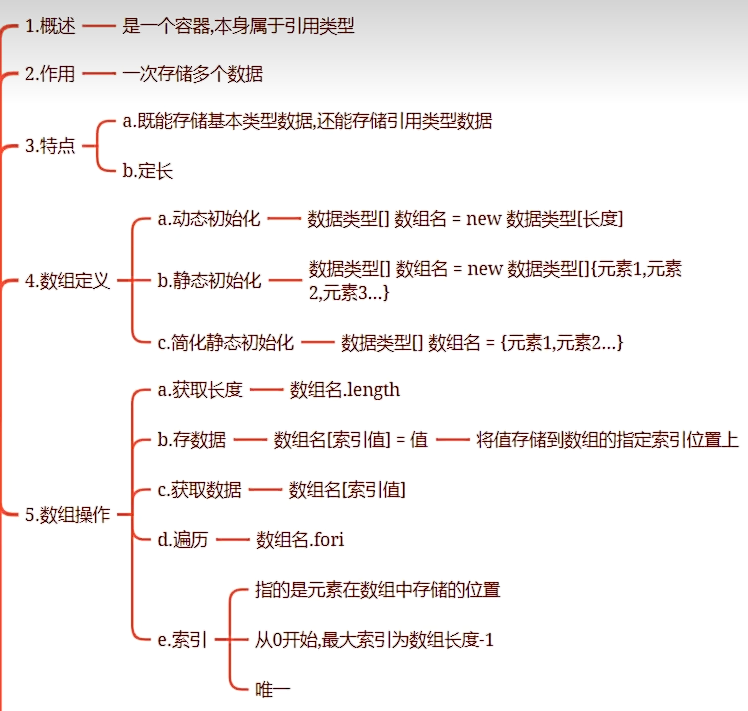 1.概述
是一个容器,本身属于引用类型
2.作用
一次存储多个数据
3.特点
a.既能存储基本类型数据,还能存储引用类型数据
b.定长
4.数组定义
a.动态初始化
数据类型[] 数组名 = new 数据类型[长度]
b.静态初始化
数据类型[] 数组名 = new 数据类型[]{元素1,元素
2,元素3...}
c.简化静态初始化
数据类型[] 数组名 = {元素1,元素2...}
5.数组操作
a.获取长度
数组名.length
b.存数据
数组名[索引值] = 值
将值存储到数组的指定索引位置上
c.获取数据
数组名[索引值]
d.遍历
数组名.fori
e.索引
指的是元素在数组中存储的位置
从0开始,最大索引为数组长度-1
唯一